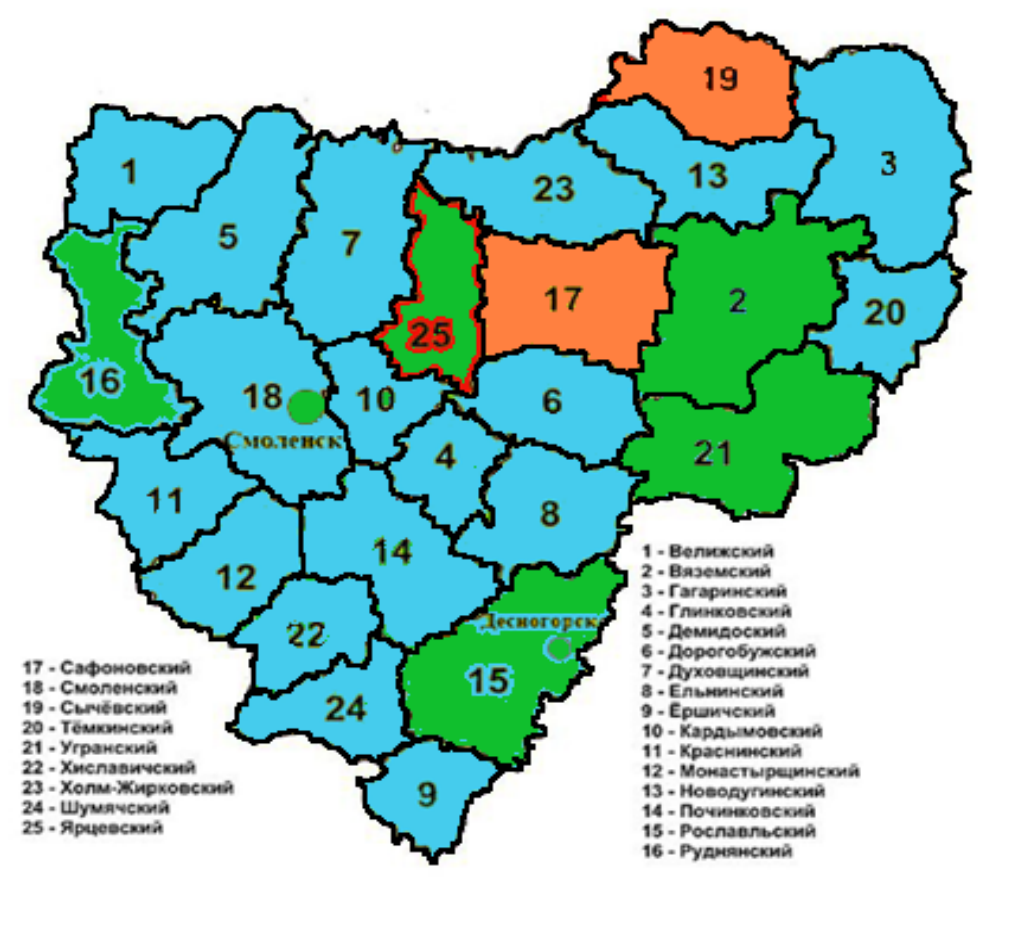 19
3
1
13
23
5
7
17
2
20
25
16
18
10
6
Смоленск
4
21
11
8
14
12
Десногорск
22
15
24
9
1 - Велижский
2 - Вяземский
3 - Гагаринский
4 - Глинковский
5 - Демидоский
6 - Дорогобужский
7 - Духовщинский
8 - Ельнинский
9 - Ёршичский
10 - Кардымовский
11 - Краснинский
12 - Монастырщинский
13 - Новодугинский
14 - Починковский
15 - Рославльский
16 - Руднянский
17 - Сафоновский
18 - Смоленский
19 - Сычёвский
20 - Тёмкинский
21 - Угранский
22 - Хиславичский
23 - Холм-Жирковский
24 - Шумячский
25 - Ярцевский